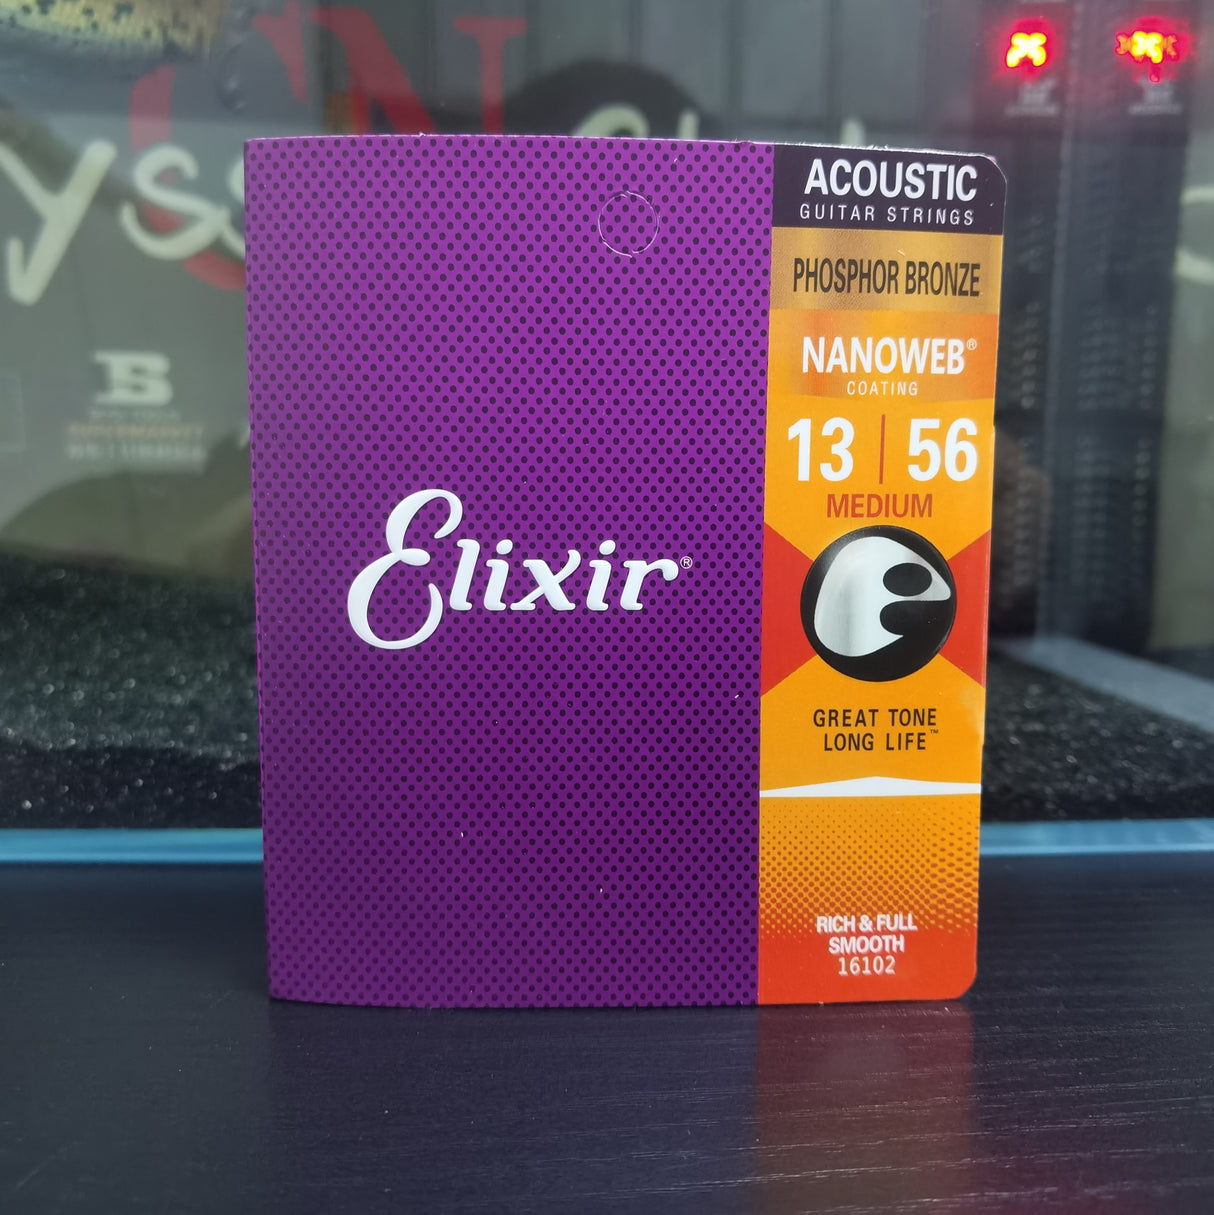 Elixir®
ACOUSTIC
GUITAR STRINGS
PHOSPHOR BRONZE
NANOWEB®
COATING
13 | 56
MEDIUM
GREAT TONE
LONG LIFE™
RICH & FULL
SMOOTH
16102